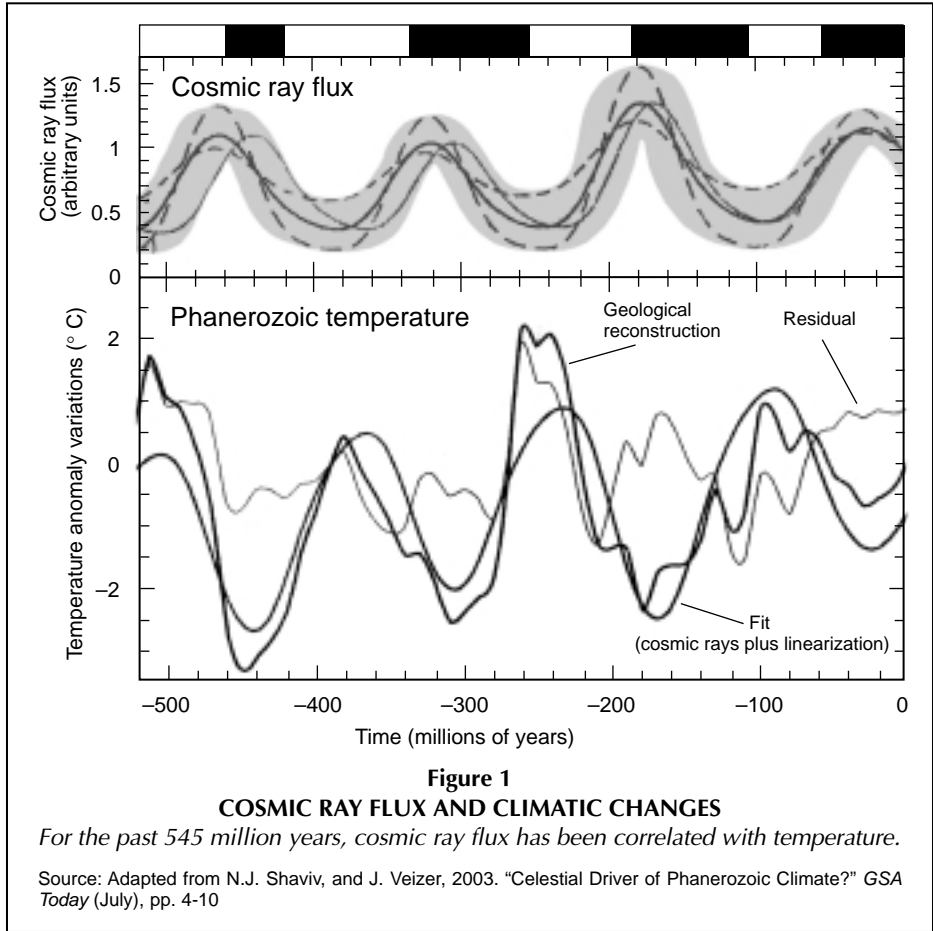 Cosmic ray flux
Cosmic ray flux
(arbitrary units)
1.5
1
0.5
0
Phanerozoic temperature
Geological
reconstruction
Residual
Temperature anomaly variations (° C)
2
0
–2
Fit
(cosmic rays plus linearization)
–500
–400
–300
–200
–100
0
Time (millions of years)
Figure 1
COSMIC RAY FLUX AND CLIMATIC CHANGES
For the past 545 million years, cosmic ray flux has been correlated with temperature.
Source: Adapted from N.J. Shaviv, and J. Veizer, 2003. “Celestial Driver of Phanerozoic Climate?” GSA
Today (July), pp. 4-10